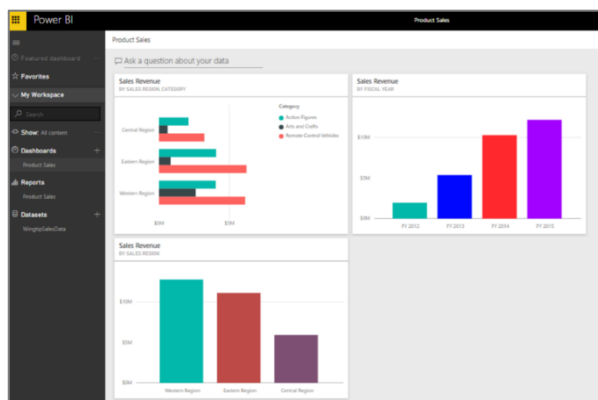 Power BI
Product Sales
Product Sales
Featured dashboard
Favorites
My Workspace
Search
Show: All content
Dashboards
Product Sales
Reports
Product Sales
Datasets
WingtipSalesData
Ask a question about your data
Sales Revenue
BY SALES REGION, CATEGORY
Category
Action Figures
Arts and Crafts
Remote Control Vehicles
Central Region
Eastern Region
Western Region
$0M
$5M
Sales Revenue
BY FISCAL YEAR
$10M
$5M
$0M
FY 2012
FY 2013
FY 2014
FY 2015
Sales Revenue
BY SALES REGION
$10M
$5M
$0M
Western Region
Eastern Region
Central Region